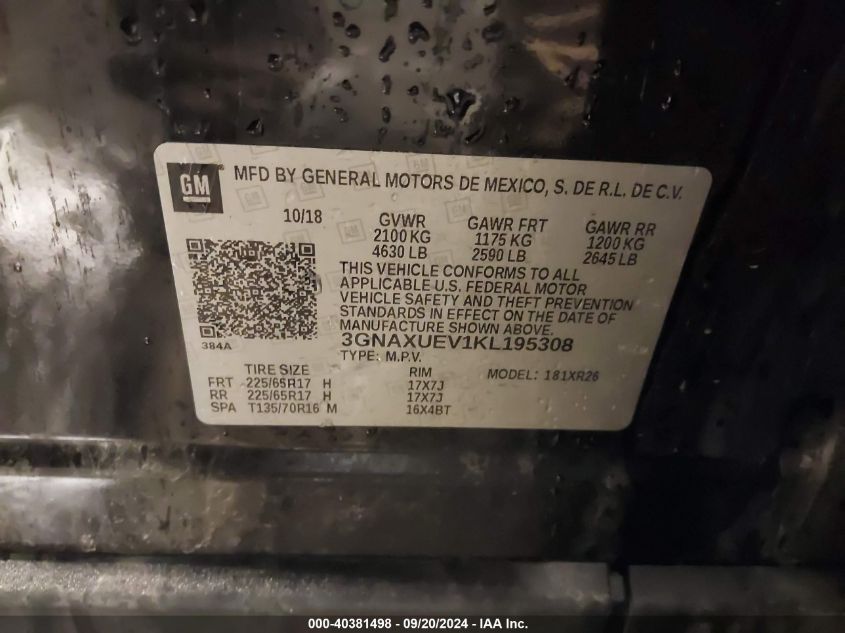 GM
MFD BY GENERAL MOTORS DE MEXICO, S. DE R.L. DE C.V.
10/18 GVWR GAWR FRT GAWR RR
2100 KG 1175 KG 1200 KG
4630 LB 2590 LB 2645 LB
THIS VEHICLE CONFORMS TO ALL
APPLICABLE U.S. FEDERAL MOTOR
VEHICLE SAFETY AND THEFT PREVENTION
STANDARDS IN EFFECT ON THE DATE OF
MANUFACTURE SHOWN ABOVE.
384A
3GNAXUEV1KL195308
TYPE: M.P.V.
TIRE SIZE RIM MODEL: 181XR26
FRT 225/65R17 H 17X7J
RR 225/65R17 H 17X7J
SPA T135/70R16 M 16X4BT
000-40381498 - 09/20/2024 - IAA Inc.